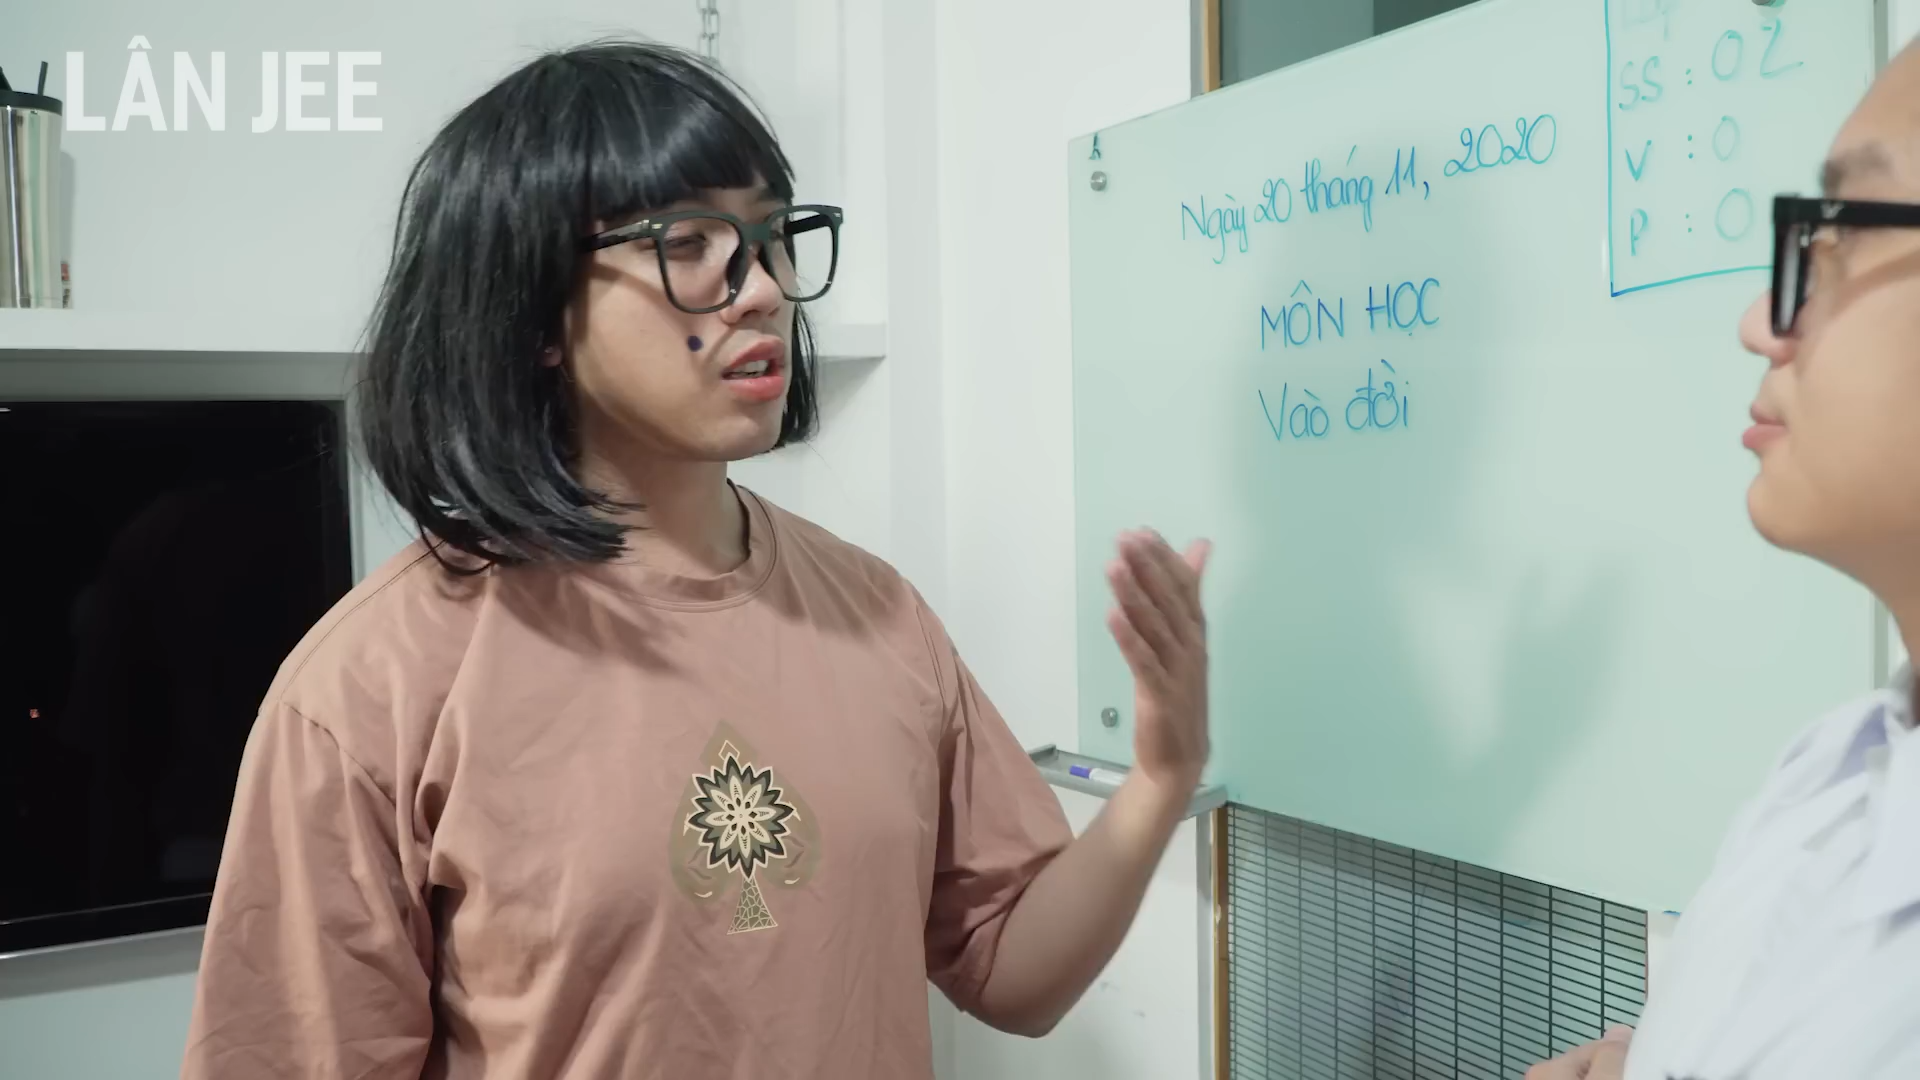 LÂN JEE
Ngày 20 tháng 11, 2020
MÔN HỌC
Vào đời
SS : 02
V : 0
P : 0